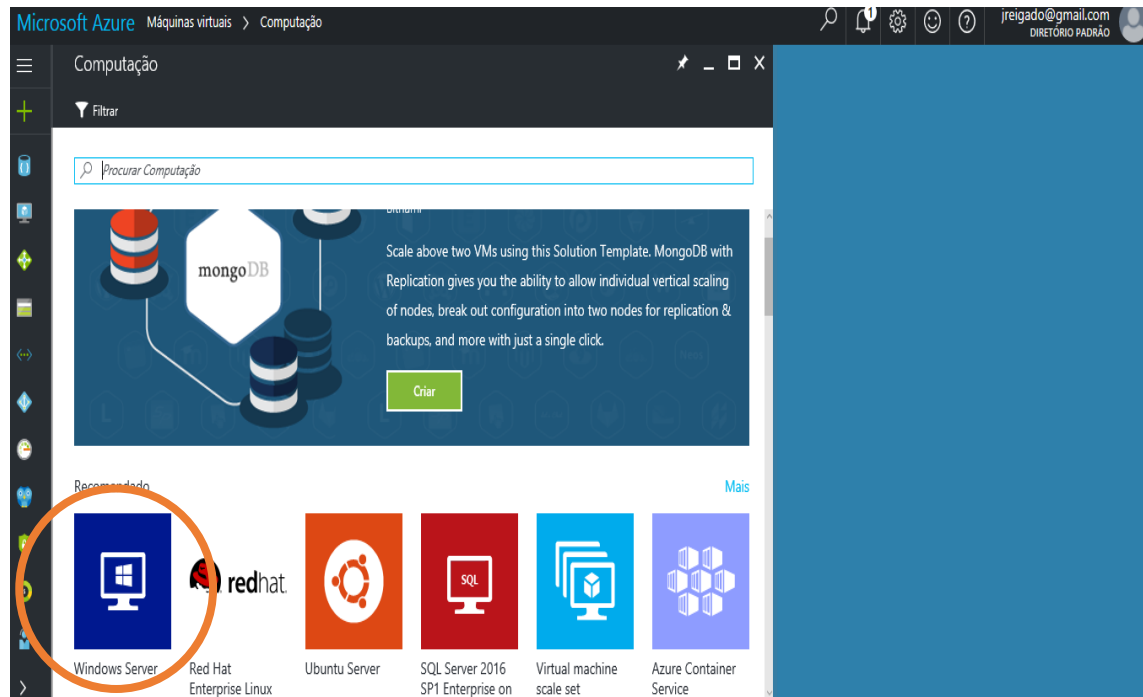 Microsoft Azure Máquinas virtuais > Computação
1
jreigado@gmail.com
DIRETÓRIO PADRÃO
Computação
Filtrar
Procurar Computação
mongoDB
Scale above two VMs using this Solution Template. MongoDB with
Replication gives you the ability to allow individual vertical scaling
of nodes, break out configuration into two nodes for replication &
backups, and more with just a single click.
Criar
Recomendado
Mais
redhat.
SQL
Windows Server
Red Hat
Enterprise Linux
Ubuntu Server
SQL Server 2016
SP1 Enterprise on
Virtual machine
scale set
Azure Container
Service